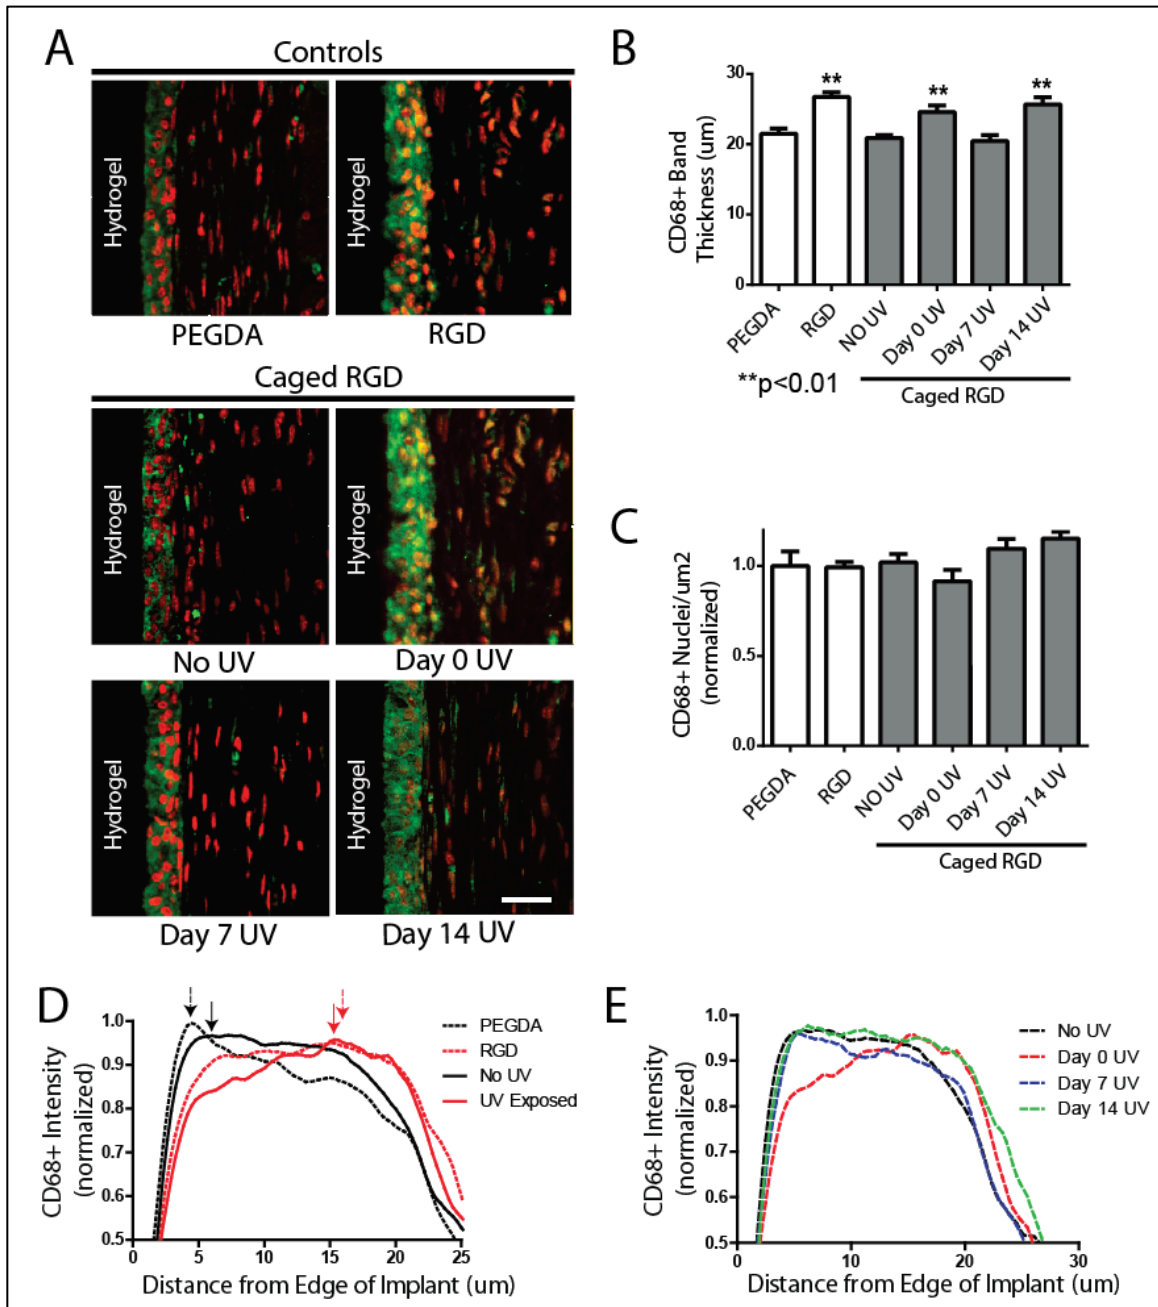 A
Controls
Hydrogel
Hydrogel
PEGDA
RGD
Caged RGD
Hydrogel
Hydrogel
No UV
Day 0 UV
Hydrogel
Hydrogel
Day 7 UV
Day 14 UV
B
CD68+ Band
Thickness (um)
30
20
10
0
**
**
**
PEGDA
RGD
NO UV
Day 0 UV
Day 7 UV
Day 14 UV
**p<0.01
Caged RGD
C
CD68+ Nuclei/um2
(normalized)
1.0
0.5
0.0
PEGDA
RGD
NO UV
Day 0 UV
Day 7 UV
Day 14 UV
Caged RGD
D
CD68+ Intensity
(normalized)
1.0
0.9
0.8
0.7
0.6
0.5
0
5
10
15
20
25
PEGDA
RGD
No UV
UV Exposed
Distance from Edge of Implant (um)
E
CD68+ Intensity
(normalized)
1.0
0.9
0.8
0.7
0.6
0.5
0
10
20
30
No UV
Day 0 UV
Day 7 UV
Day 14 UV
Distance from Edge of Implant (um)